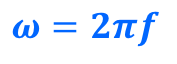 ω = 2πf